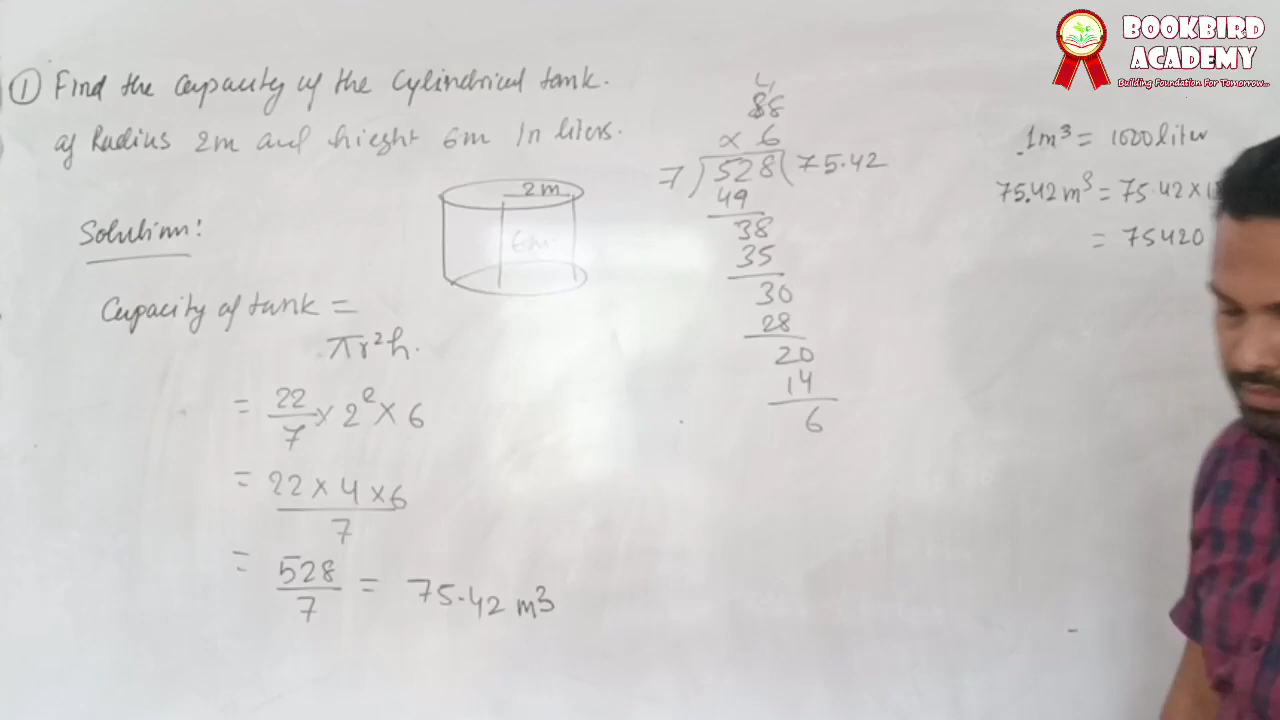 ① Find the capacity of the cylindrical tank.
of Radius 2m and hieght 6m in liters.
2m
6m
Solution:
Capacity of tank =
πr²h.
= 22/7 × 2² × 6
= 22 × 4 × 6
7
= 528/7 = 75.42 m³
88
× 6
7) 528 (75.42
49
38
35
30
28
20
14
6
1m³ = 1000 liter
75.42 m³ = 75.42 × 1
= 75420
BOOKBIRD
ACADEMY
Building Foundation For Tomorrow...